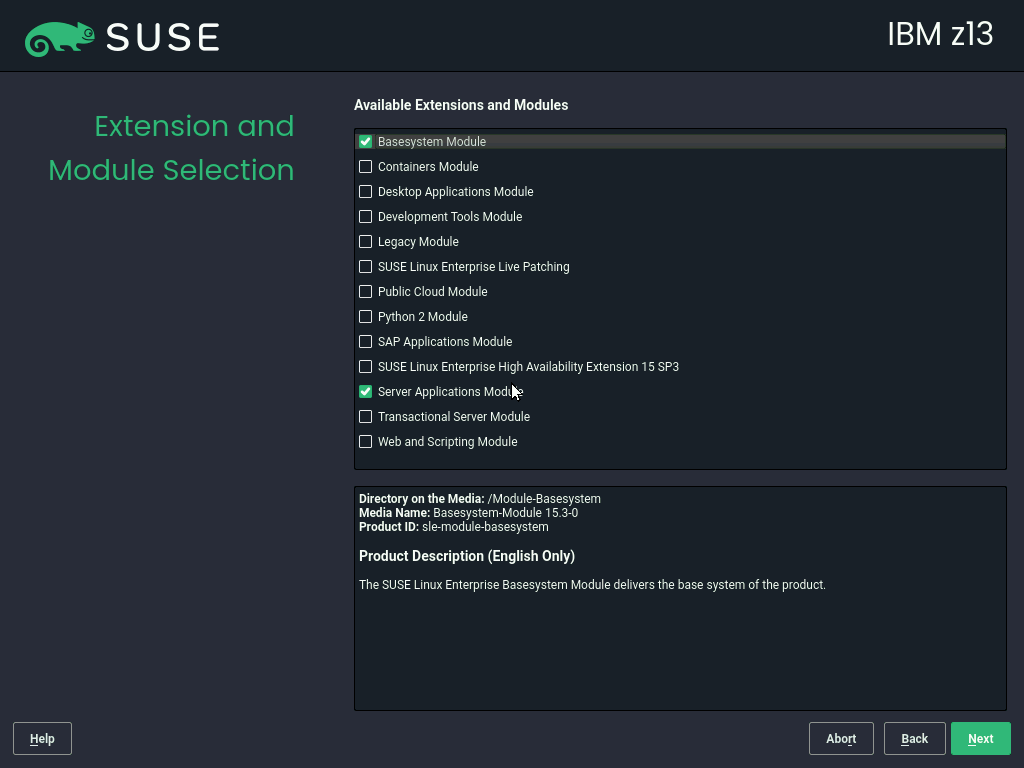 SUSE
IBM z13
Extension and
Module Selection
Available Extensions and Modules
Basesystem Module
Containers Module
Desktop Applications Module
Development Tools Module
Legacy Module
SUSE Linux Enterprise Live Patching
Public Cloud Module
Python 2 Module
SAP Applications Module
SUSE Linux Enterprise High Availability Extension 15 SP3
Server Applications Module
Transactional Server Module
Web and Scripting Module
Directory on the Media: /Module-Basesystem
Media Name: Basesystem-Module 15.3-0
Product ID: sle-module-basesystem
Product Description (English Only)
The SUSE Linux Enterprise Basesystem Module delivers the base system of the product.
Help
Abort
Back
Next